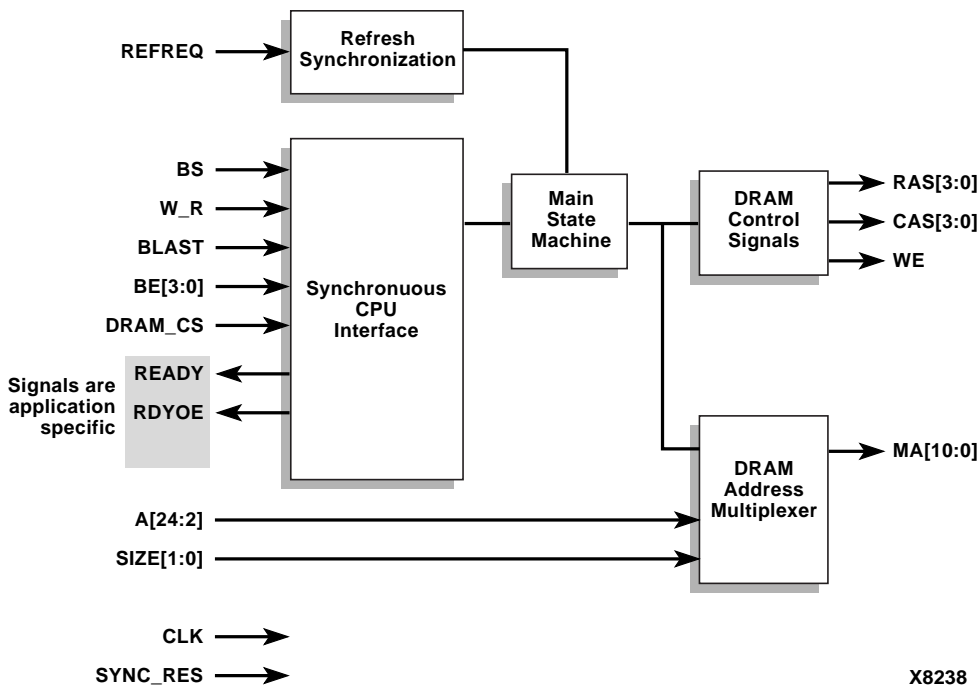 REFREQ
Refresh
Synchronization
BS
W_R
BLAST
BE[3:0]
DRAM_CS
READY
RDYOE
Signals are
application
specific
Synchronuous
CPU
Interface
Main
State
Machine
DRAM
Control
Signals
RAS[3:0]
CAS[3:0]
WE
DRAM
Address
Multiplexer
MA[10:0]
A[24:2]
SIZE[1:0]
CLK
SYNC_RES
X8238